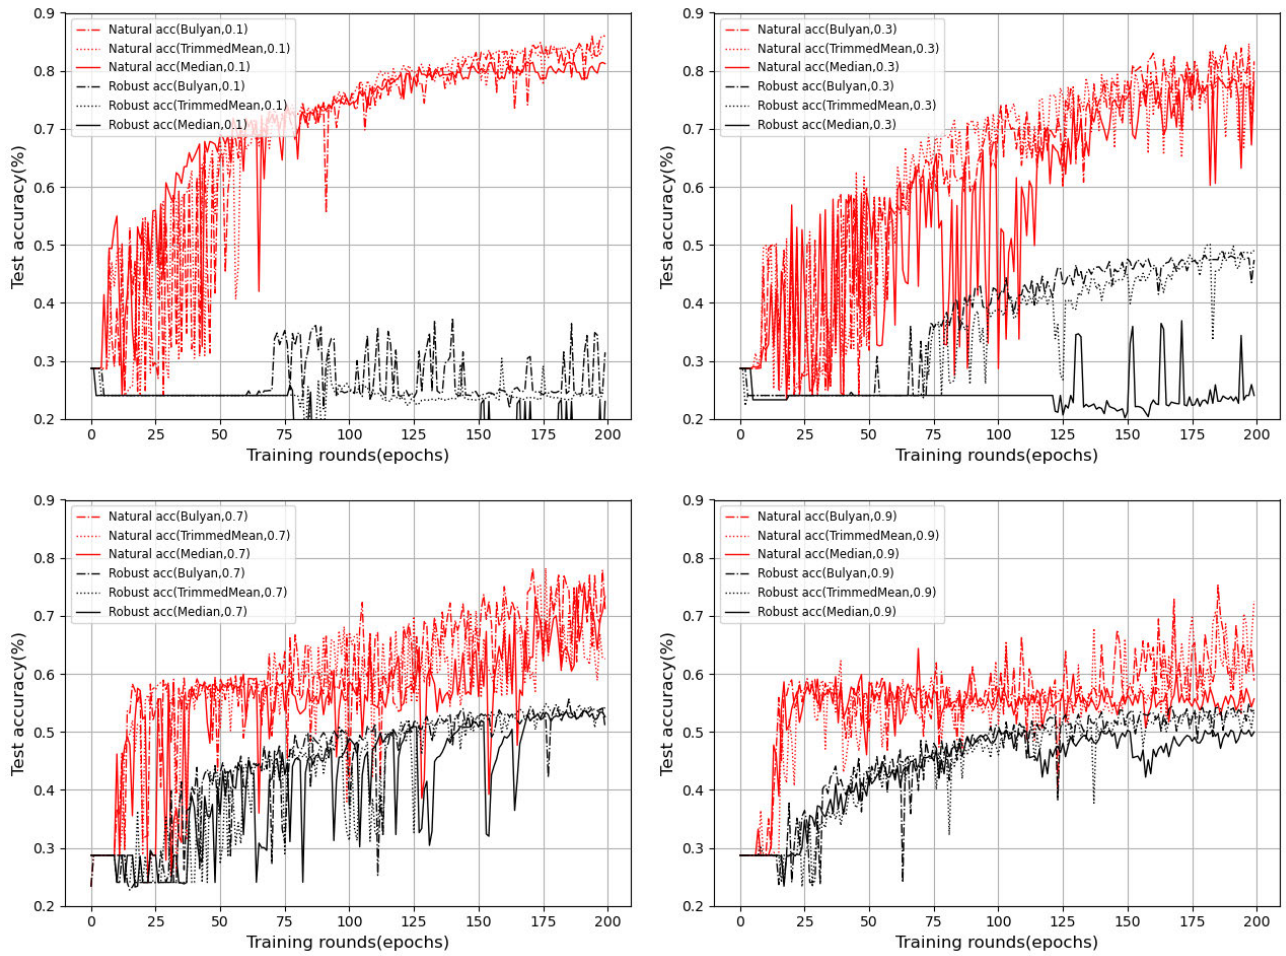 0.9
0.8
0.7
0.6
0.5
0.4
0.3
0.2
Test accuracy(%)
Natural acc(Bulyan,0.1)
Natural acc(TrimmedMean,0.1)
Natural acc(Median,0.1)
Robust acc(Bulyan,0.1)
Robust acc(TrimmedMean,0.1)
Robust acc(Median,0.1)
0 25 50 75 100 125 150 175 200
Training rounds(epochs)
0.9
0.8
0.7
0.6
0.5
0.4
0.3
0.2
Test accuracy(%)
Natural acc(Bulyan,0.3)
Natural acc(TrimmedMean,0.3)
Natural acc(Median,0.3)
Robust acc(Bulyan,0.3)
Robust acc(TrimmedMean,0.3)
Robust acc(Median,0.3)
0 25 50 75 100 125 150 175 200
Training rounds(epochs)
0.9
0.8
0.7
0.6
0.5
0.4
0.3
0.2
Test accuracy(%)
Natural acc(Bulyan,0.7)
Natural acc(TrimmedMean,0.7)
Natural acc(Median,0.7)
Robust acc(Bulyan,0.7)
Robust acc(TrimmedMean,0.7)
Robust acc(Median,0.7)
0 25 50 75 100 125 150 175 200
Training rounds(epochs)
0.9
0.8
0.7
0.6
0.5
0.4
0.3
0.2
Test accuracy(%)
Natural acc(Bulyan,0.9)
Natural acc(TrimmedMean,0.9)
Natural acc(Median,0.9)
Robust acc(Bulyan,0.9)
Robust acc(TrimmedMean,0.9)
Robust acc(Median,0.9)
0 25 50 75 100 125 150 175 200
Training rounds(epochs)